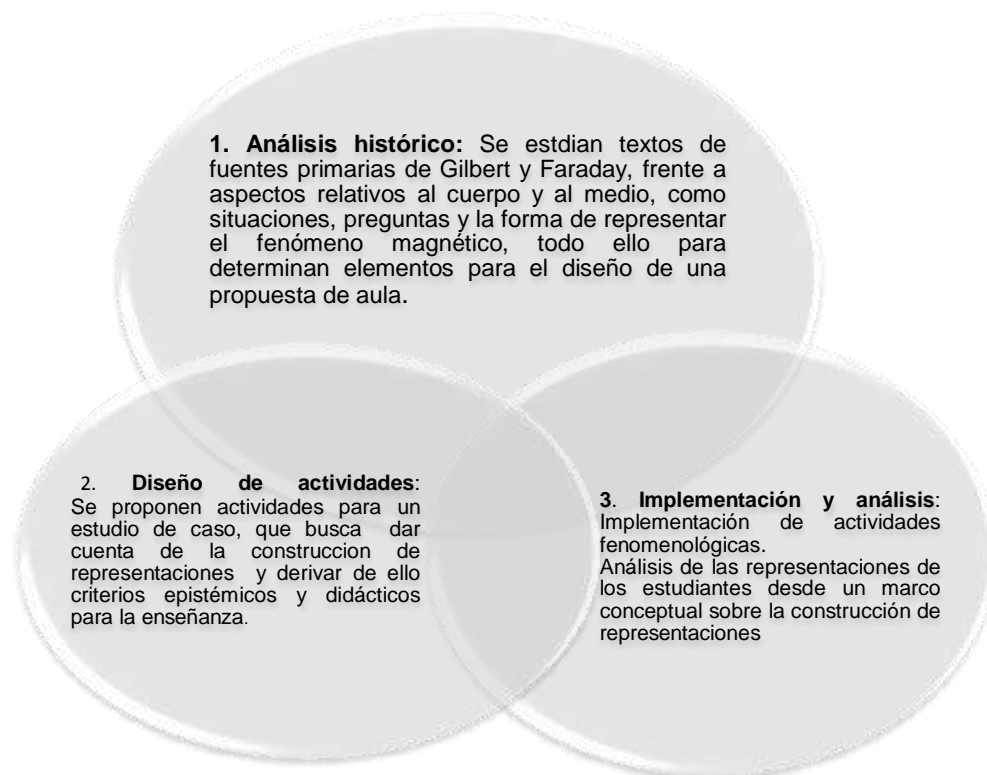 1. Análisis histórico: Se estdian textos de
fuentes primarias de Gilbert y Faraday, frente a
aspectos relativos al cuerpo y al medio, como
situaciones, preguntas y la forma de representar
el fenómeno magnético, todo ello para
determinan elementos para el diseño de una
propuesta de aula.
2. Diseño de actividades:
Se proponen actividades para un
estudio de caso, que busca dar
cuenta de la construccion de
representaciones y derivar de ello
criterios epistémicos y didácticos
para la enseñanza.
3. Implementación y análisis:
Implementación de actividades
fenomenológicas.
Análisis de las representaciones de
los estudiantes desde un marco
conceptual sobre la construcción de
representaciones